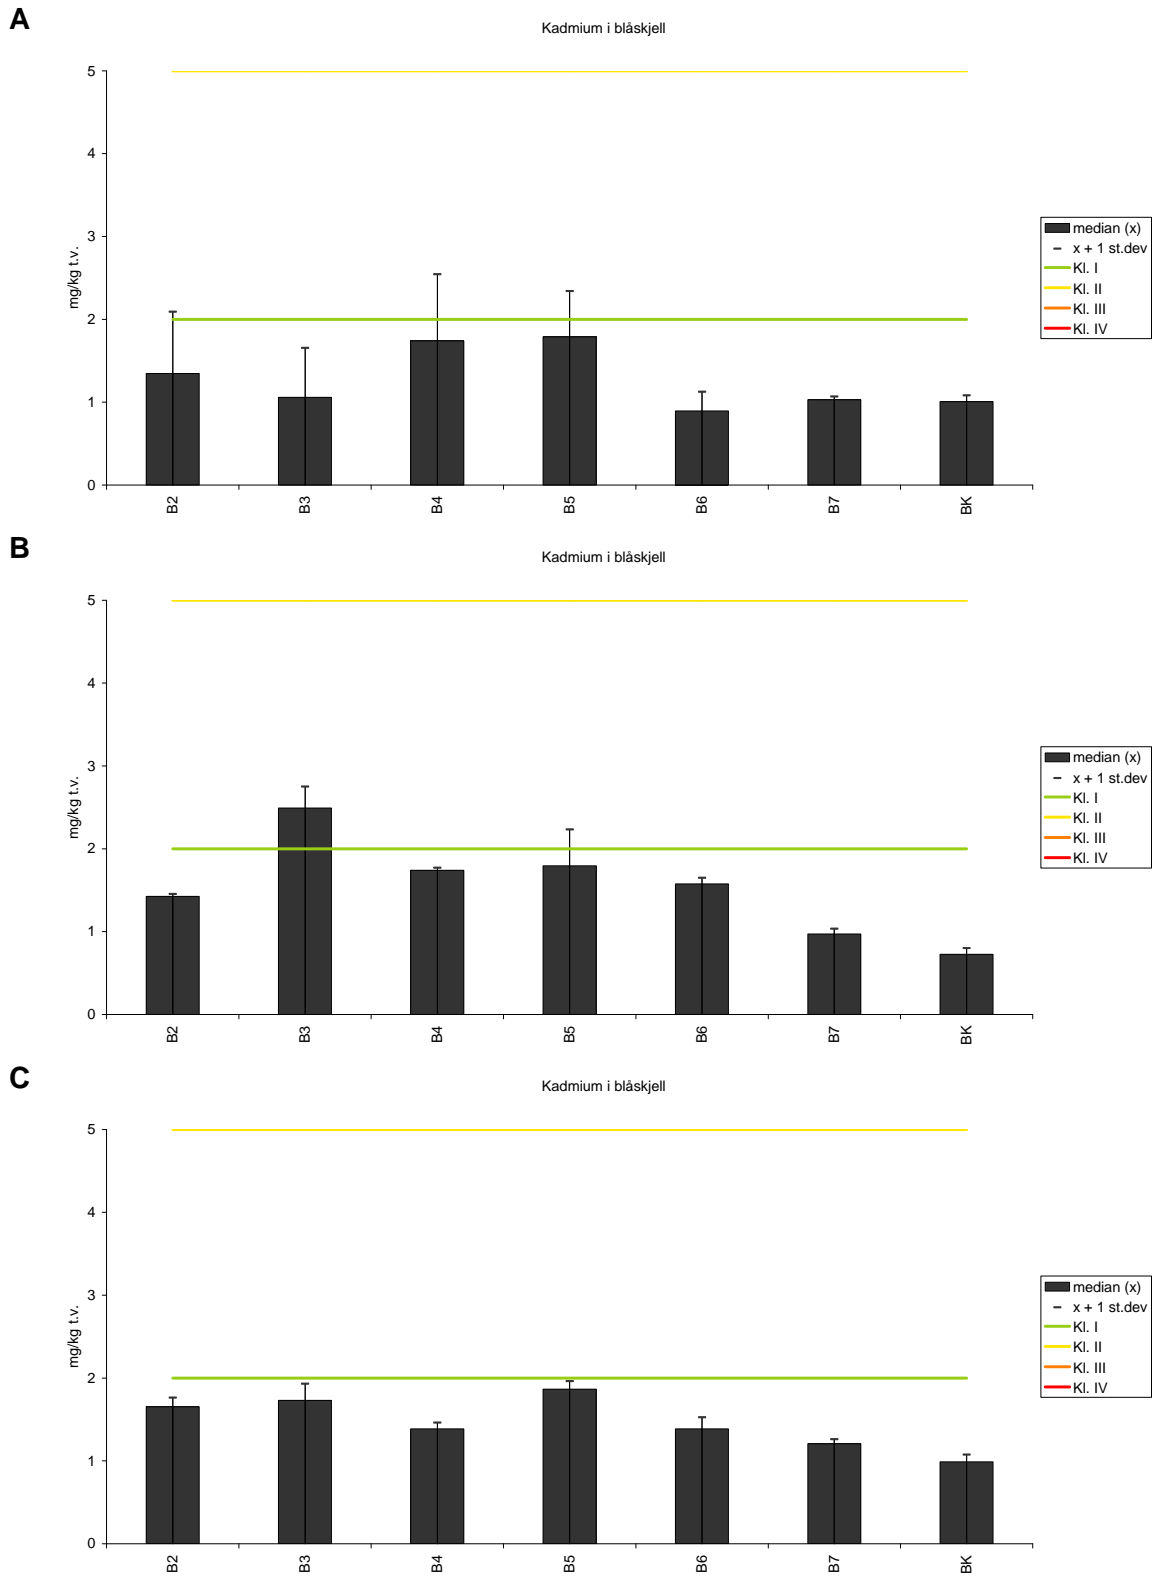 A
Kadmium i blåskjell
5
4
3
2
1
0
mg/kg t.v.
B2 B3 B4 B5 B6 B7 BK
median (x)
x + 1 st.dev
Kl. I
Kl. II
Kl. III
Kl. IV
B
Kadmium i blåskjell
5
4
3
2
1
0
mg/kg t.v.
B2 B3 B4 B5 B6 B7 BK
median (x)
x + 1 st.dev
Kl. I
Kl. II
Kl. III
Kl. IV
C
Kadmium i blåskjell
5
4
3
2
1
0
mg/kg t.v.
B2 B3 B4 B5 B6 B7 BK
median (x)
x + 1 st.dev
Kl. I
Kl. II
Kl. III
Kl. IV